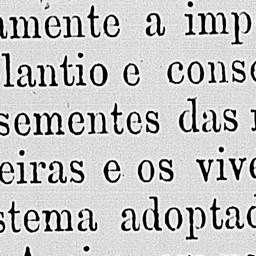 amente a imp
lantio e conse
sementes das
eiras e os vive
stema adoptad